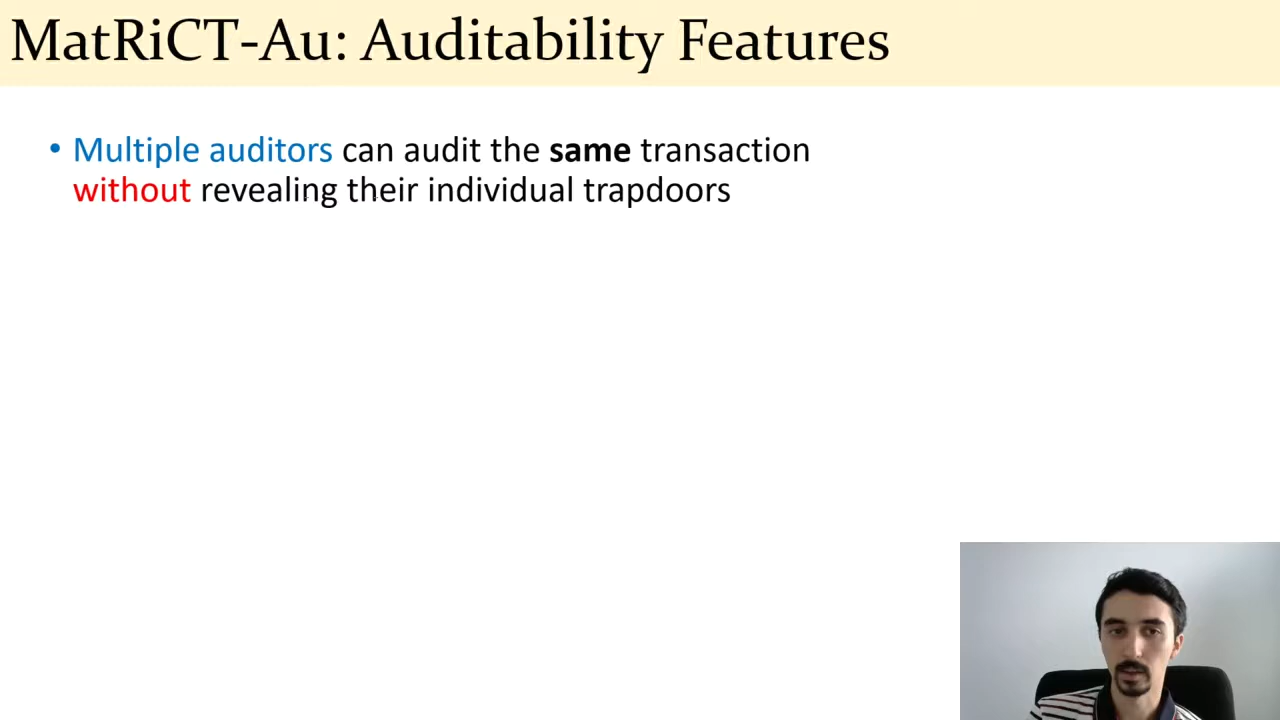 MatRiCT-Au: Auditability Features
• Multiple auditors can audit the same transaction
without revealing their individual trapdoors